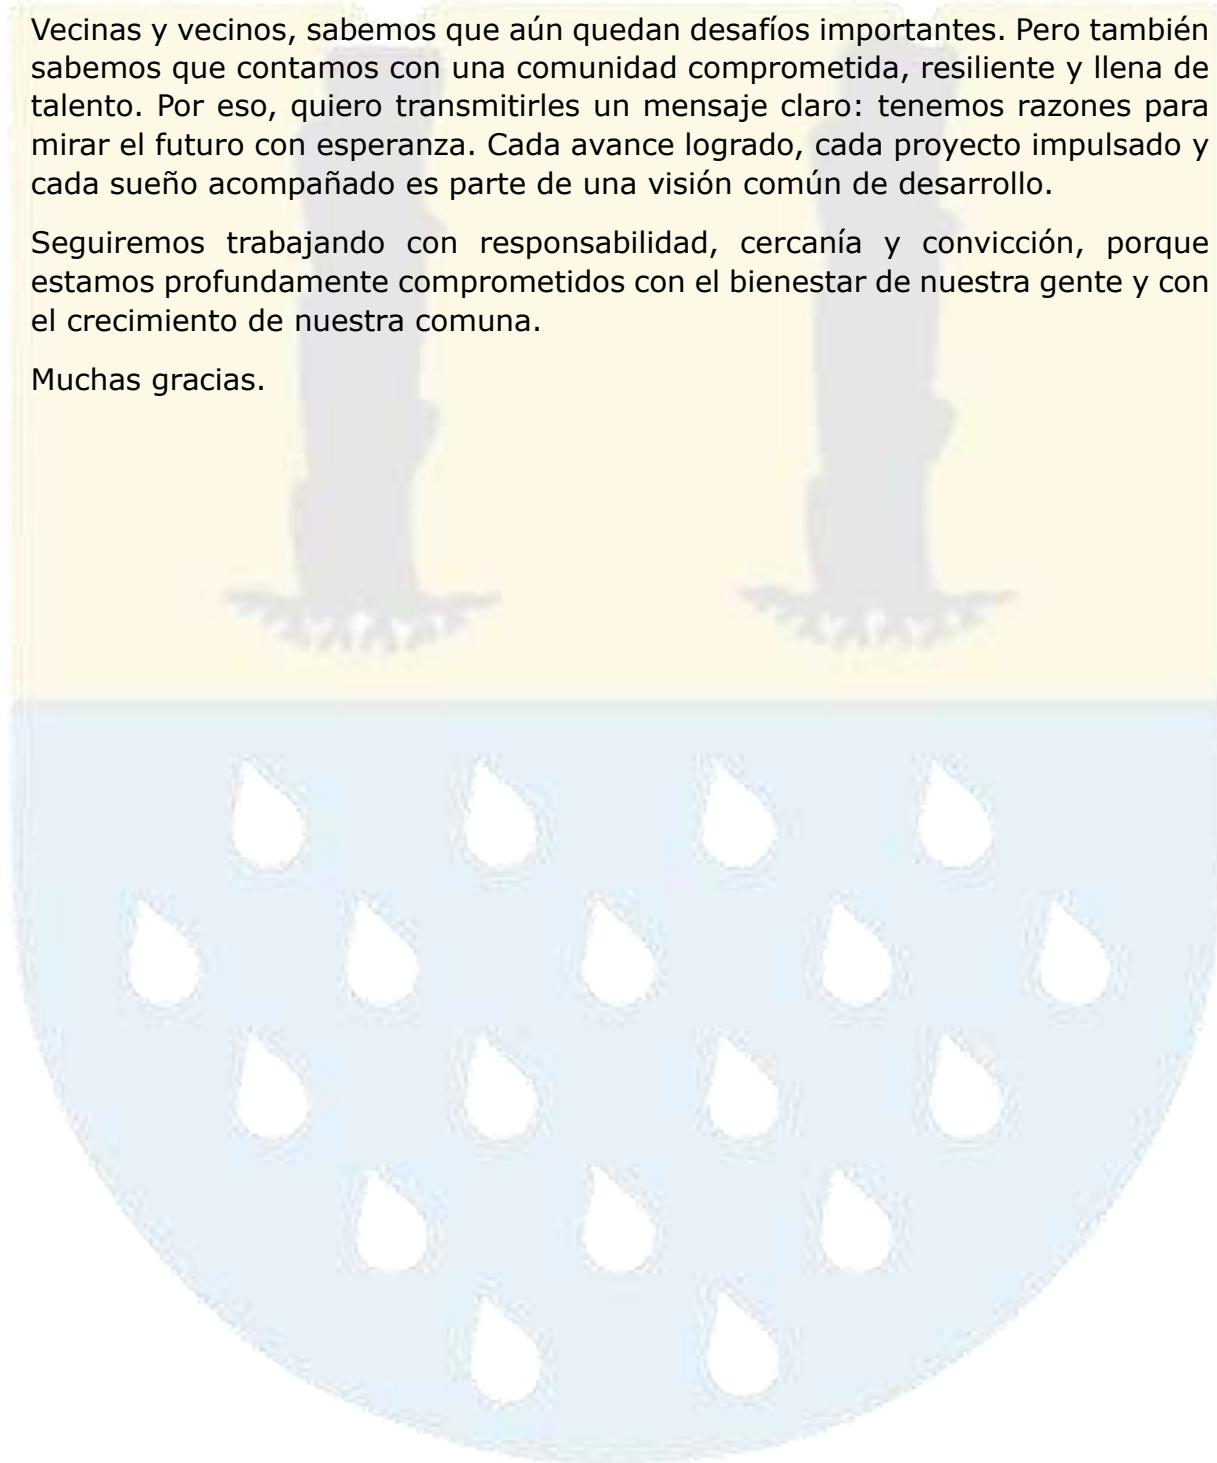 Vecinas y vecinos, sabemos que aún quedan desafíos importantes. Pero también
sabemos que contamos con una comunidad comprometida, resiliente y llena de
talento. Por eso, quiero transmitirles un mensaje claro: tenemos razones para
mirar el futuro con esperanza. Cada avance logrado, cada proyecto impulsado y
cada sueño acompañado es parte de una visión común de desarrollo.
Seguiremos trabajando con responsabilidad, cercanía y convicción, porque
estamos profundamente comprometidos con el bienestar de nuestra gente y con
el crecimiento de nuestra comuna.
Muchas gracias.